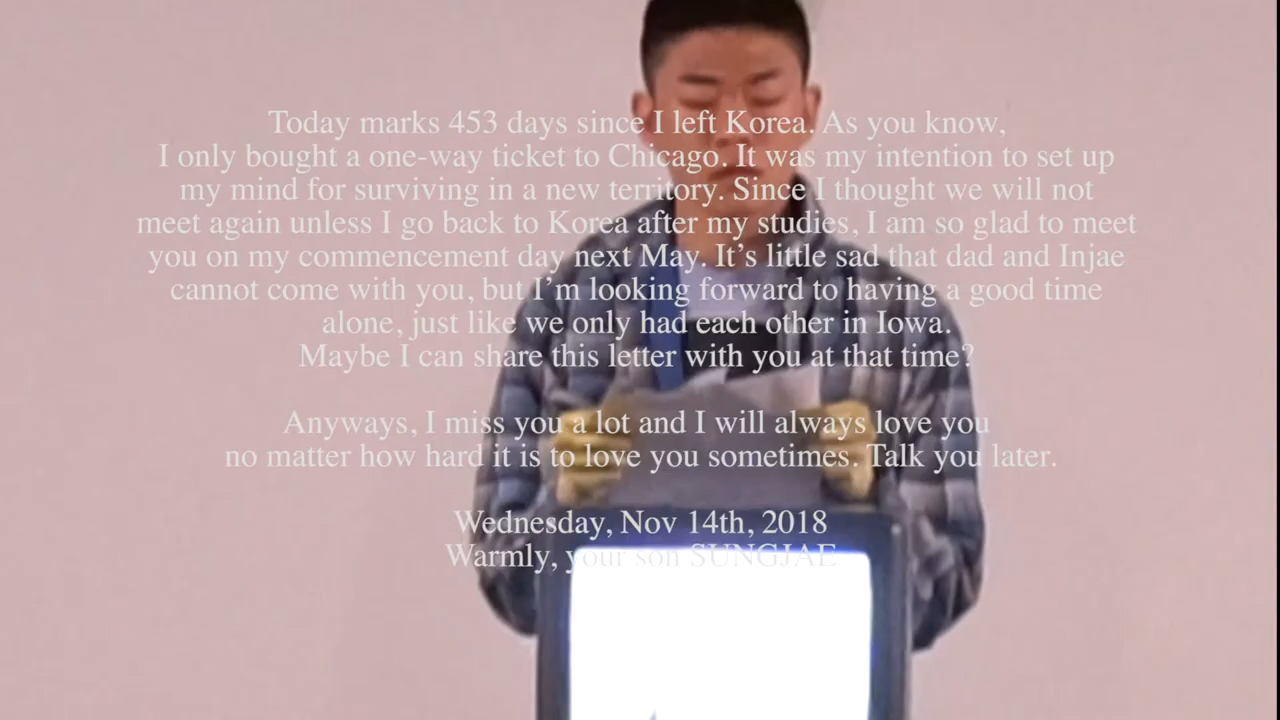 Today marks 453 days since I left Korea. As you know,
I only bought a one-way ticket to Chicago. It was my intention to set up
my mind for surviving in a new territory. Since I thought we will not
meet again unless I go back to Korea after my studies, I am so glad to meet
you on my commencement day next May. It’s little sad that dad and Injae
cannot come with you, but I’m looking forward to having a good time
alone, just like we only had each other in Iowa.
Maybe I can share this letter with you at that time?
Anyways, I miss you a lot and I will always love you
no matter how hard it is to love you sometimes. Talk you later.
Wednesday, Nov 14th, 2018
Warmly, your son SUNGJAE